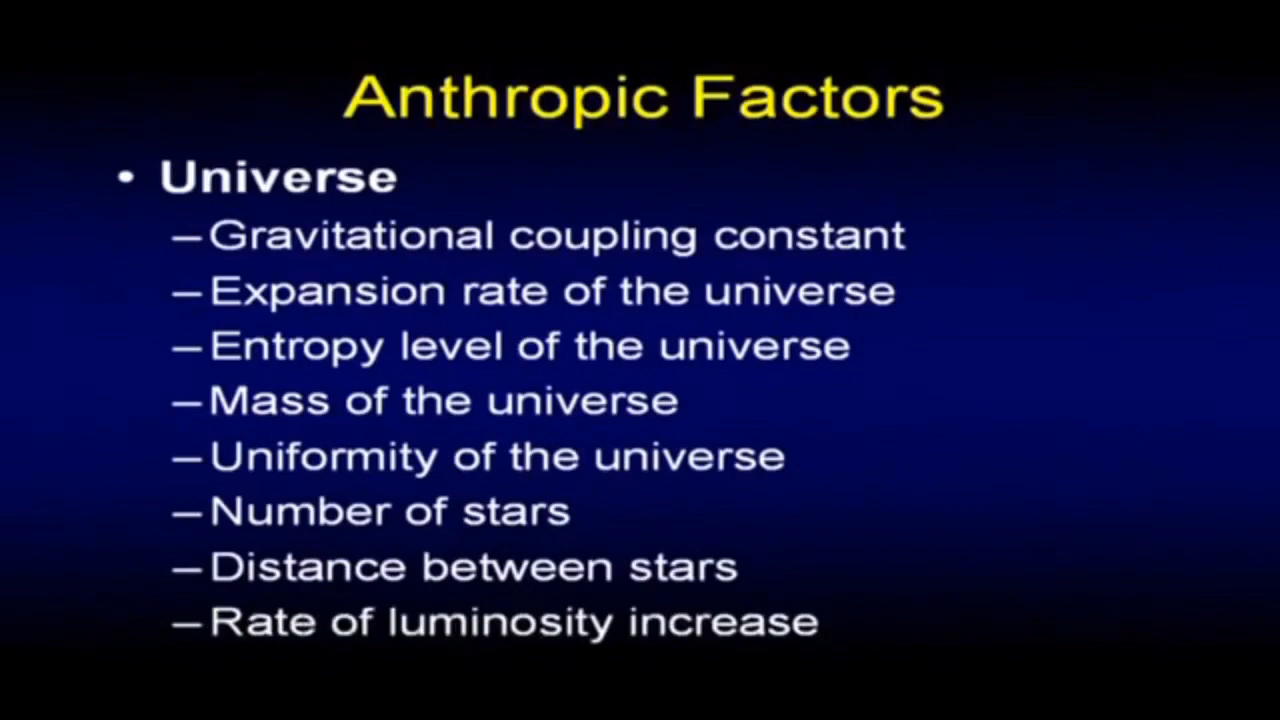 Anthropic Factors
• Universe
–Gravitational coupling constant
–Expansion rate of the universe
–Entropy level of the universe
–Mass of the universe
–Uniformity of the universe
–Number of stars
–Distance between stars
–Rate of luminosity increase